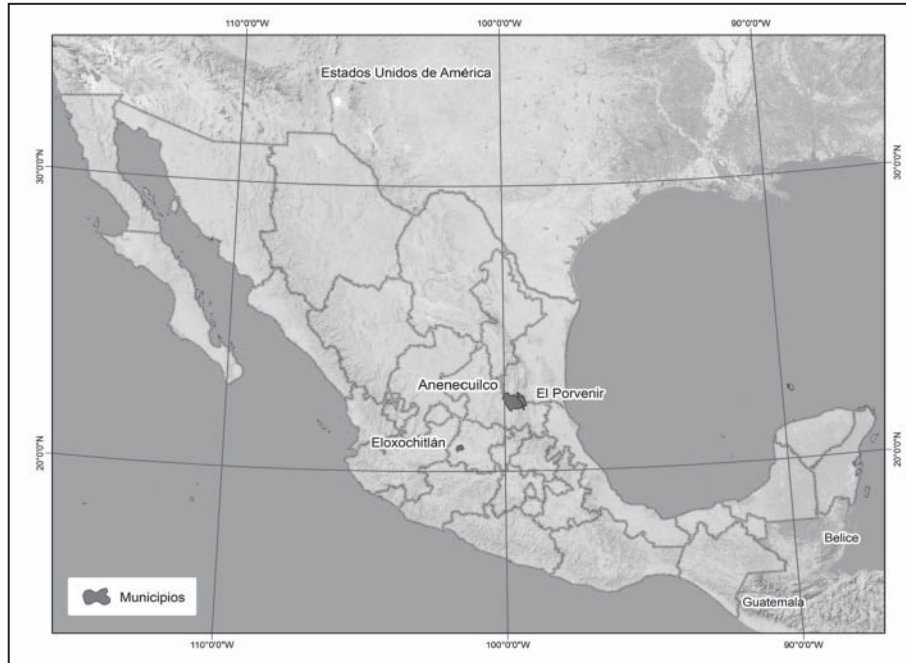 110°0'0"W 100°0'0"W 90°0'0"W
Estados Unidos de América
30°0'0"N 30°0'0"N
Anenecuilco El Porvenir
Eloxochitlán
20°0'0"N 20°0'0"N
Belice
Municipios
Guatemala
110°0'0"W 100°0'0"W 90°0'0"W